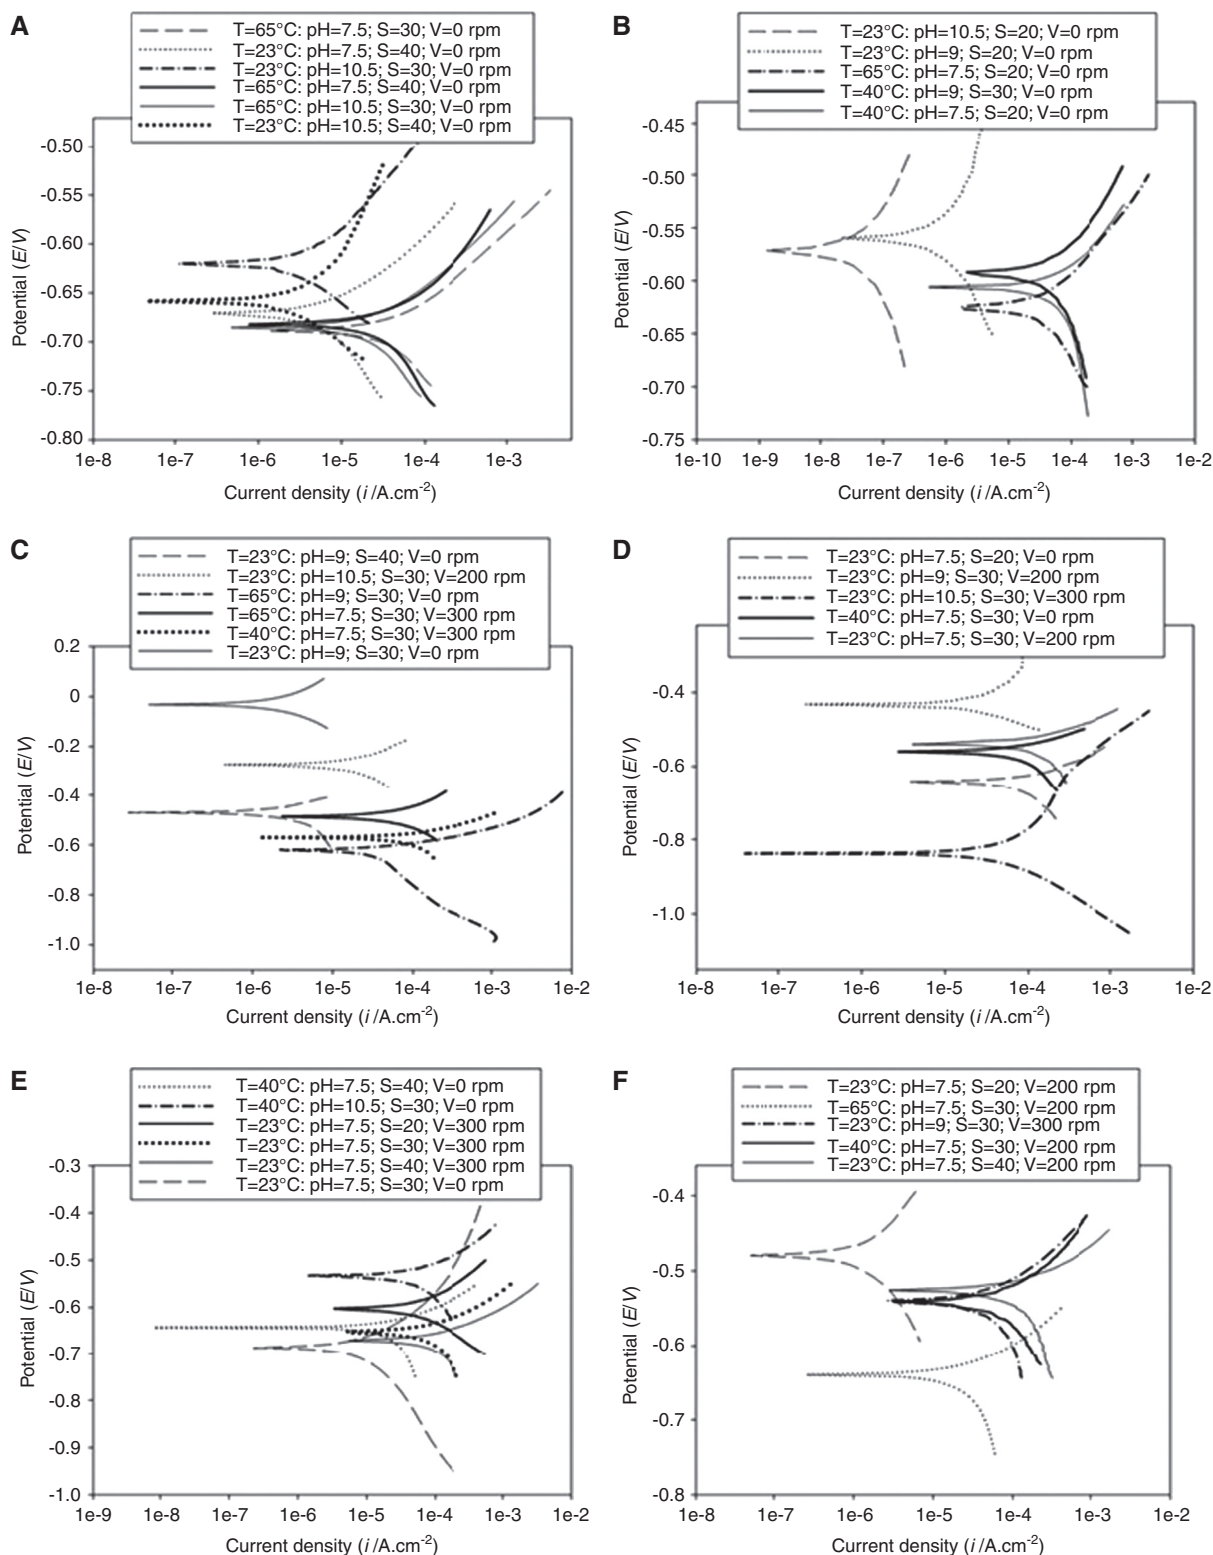 A
T=65°C: pH=7.5; S=30; V=0 rpm
T=23°C: pH=7.5; S=40; V=0 rpm
T=23°C: pH=10.5; S=30; V=0 rpm
T=65°C: pH=7.5; S=40; V=0 rpm
T=65°C: pH=10.5; S=30; V=0 rpm
T=23°C: pH=10.5; S=40; V=0 rpm
-0.50
-0.55
-0.60
-0.65
-0.70
-0.75
-0.80
Potential (E/V)
1e-8 1e-7 1e-6 1e-5 1e-4 1e-3
Current density (i /A.cm-2)
B
T=23°C: pH=10.5; S=20; V=0 rpm
T=23°C: pH=9; S=20; V=0 rpm
T=65°C: pH=7.5; S=20; V=0 rpm
T=40°C: pH=9; S=30; V=0 rpm
T=40°C: pH=7.5; S=20; V=0 rpm
-0.45
-0.50
-0.55
-0.60
-0.65
-0.70
-0.75
Potential (E/V)
1e-10 1e-9 1e-8 1e-7 1e-6 1e-5 1e-4 1e-3 1e-2
Current density (i /A.cm-2)
C
T=23°C: pH=9; S=40; V=0 rpm
T=23°C: pH=10.5; S=30; V=200 rpm
T=65°C: pH=9; S=30; V=0 rpm
T=65°C: pH=7.5; S=30; V=300 rpm
T=40°C: pH=7.5; S=30; V=300 rpm
T=23°C: pH=9; S=30; V=0 rpm
0.2
0
-0.2
-0.4
-0.6
-0.8
-1.0
Potential (E/V)
1e-8 1e-7 1e-6 1e-5 1e-4 1e-3 1e-2
Current density (i /A.cm-2)
D
T=23°C: pH=7.5; S=20; V=0 rpm
T=23°C: pH=9; S=30; V=200 rpm
T=23°C: pH=10.5; S=30; V=300 rpm
T=40°C: pH=7.5; S=30; V=0 rpm
T=23°C: pH=7.5; S=30; V=200 rpm
-0.4
-0.6
-0.8
-1.0
Potential (E/V)
1e-8 1e-7 1e-6 1e-5 1e-4 1e-3 1e-2
Current density (i /A.cm-2)
E
T=40°C: pH=7.5; S=40; V=0 rpm
T=40°C: pH=10.5; S=30; V=0 rpm
T=23°C: pH=7.5; S=20; V=300 rpm
T=23°C: pH=7.5; S=30; V=300 rpm
T=23°C: pH=7.5; S=40; V=300 rpm
T=23°C: pH=7.5; S=30; V=0 rpm
-0.3
-0.4
-0.5
-0.6
-0.7
-0.8
-0.9
-1.0
Potential (E/V)
1e-9 1e-8 1e-7 1e-6 1e-5 1e-4 1e-3 1e-2
Current density (i /A.cm-2)
F
T=23°C: pH=7.5; S=20; V=200 rpm
T=65°C: pH=7.5; S=30; V=200 rpm
T=23°C: pH=9; S=30; V=300 rpm
T=40°C: pH=7.5; S=30; V=200 rpm
T=23°C: pH=7.5; S=40; V=200 rpm
-0.4
-0.5
-0.6
-0.7
-0.8
Potential (E/V)
1e-8 1e-7 1e-6 1e-5 1e-4 1e-3 1e-2
Current density (i /A.cm-2)